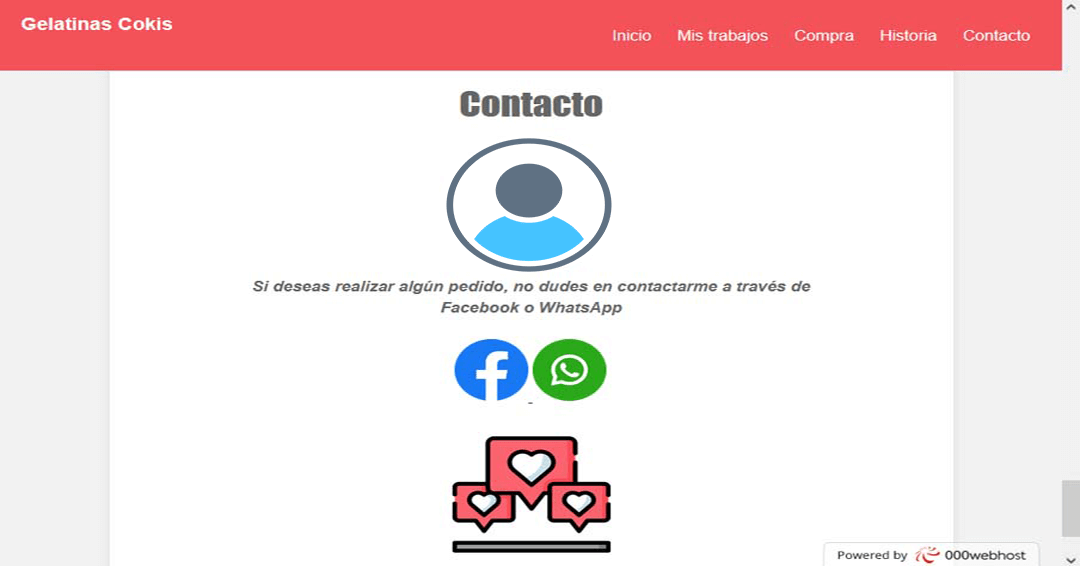 Gelatinas Cokis
Inicio Mis trabajos Compra Historia Contacto
Contacto
Si deseas realizar algún pedido, no dudes en contactarme a través de
Facebook o WhatsApp
Powered by 000webhost